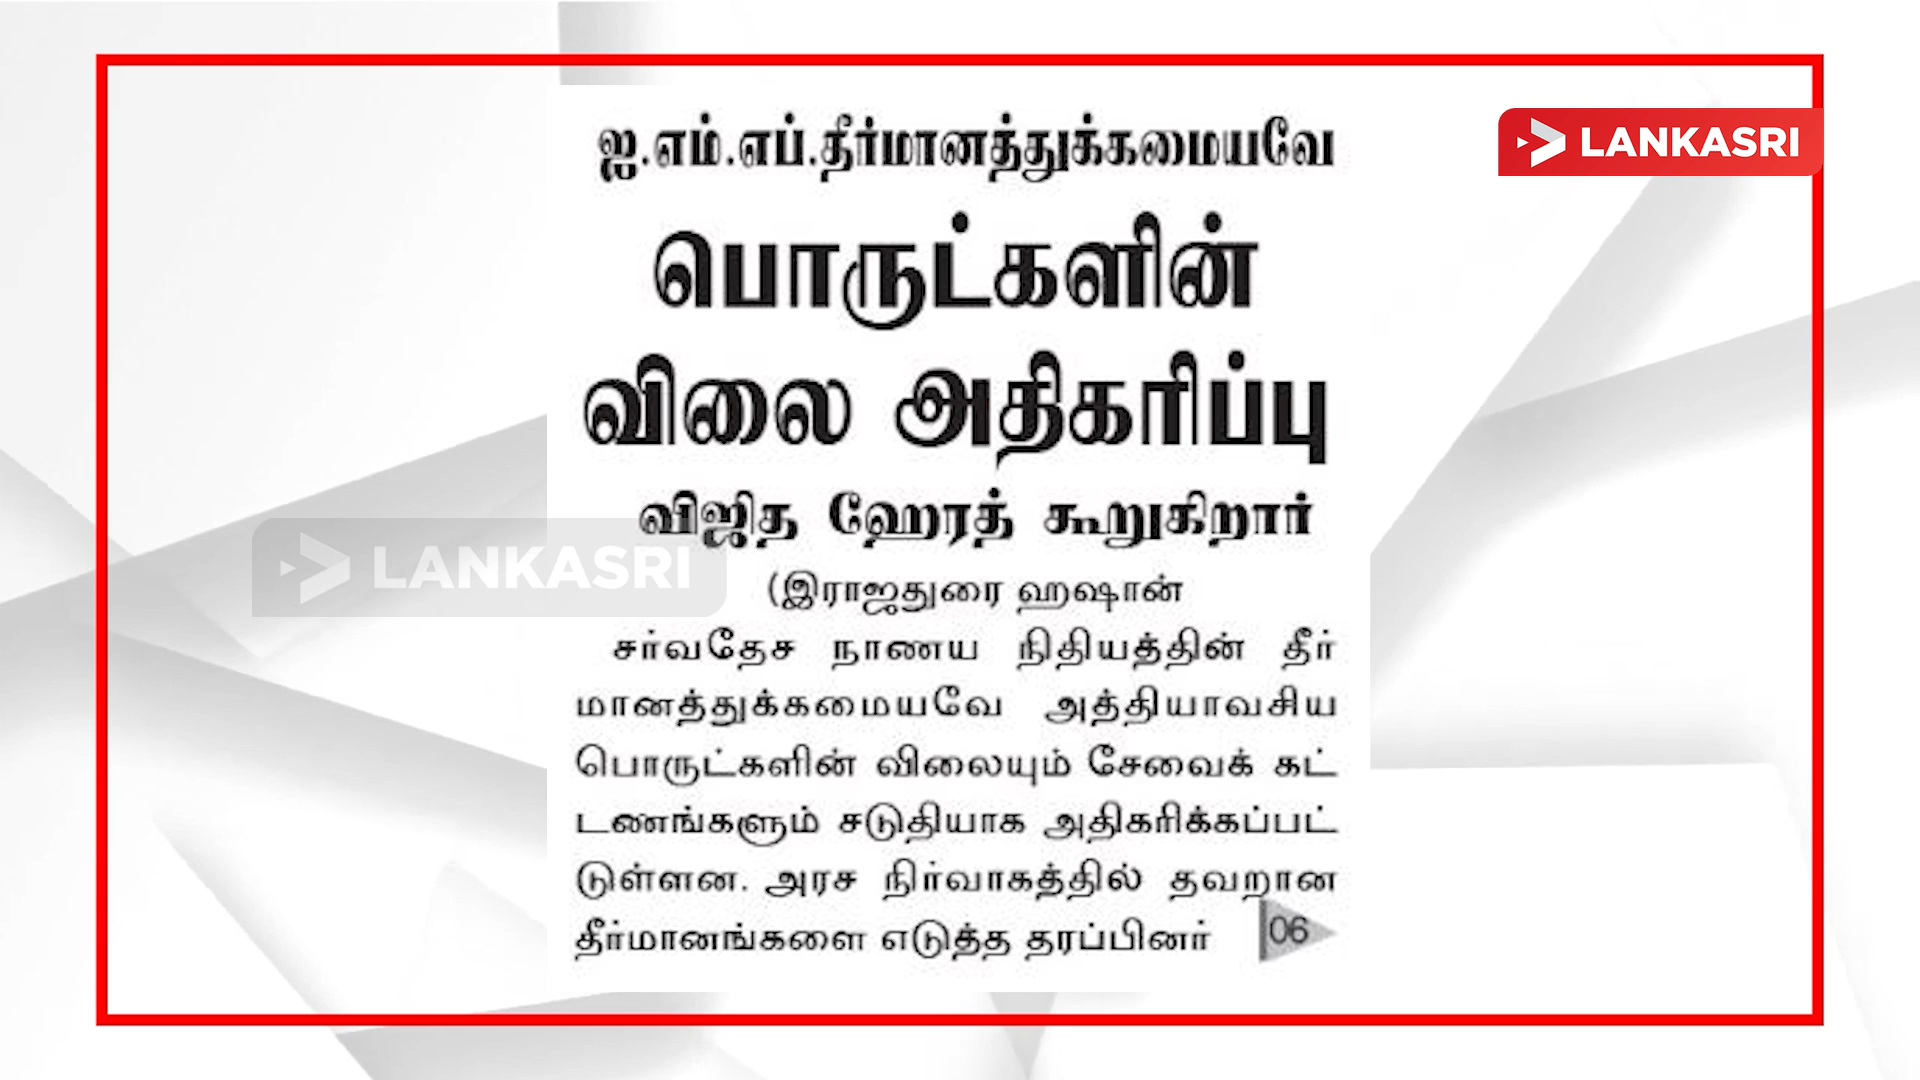 ஐ.எம்.எப்.தீர்மானத்துக்கமையவே
LANKASRI
பொருட்களின்
விலை அதிகரிப்பு
விஜித ஹேரத் கூறுகிறார்
LANKASRI
(இராஜதுரை ஹஷான்
சர்வதேச நாணய நிதியத்தின் தீர்
மானத்துக்கமையவே அத்தியாவசிய
பொருட்களின் விலையும் சேவைக் கட்
டணங்களும் சடுதியாக அதிகரிக்கப்பட்
டுள்ளன. அரச நிர்வாகத்தில் தவறான
தீர்மானங்களை எடுத்த தரப்பினர் 06